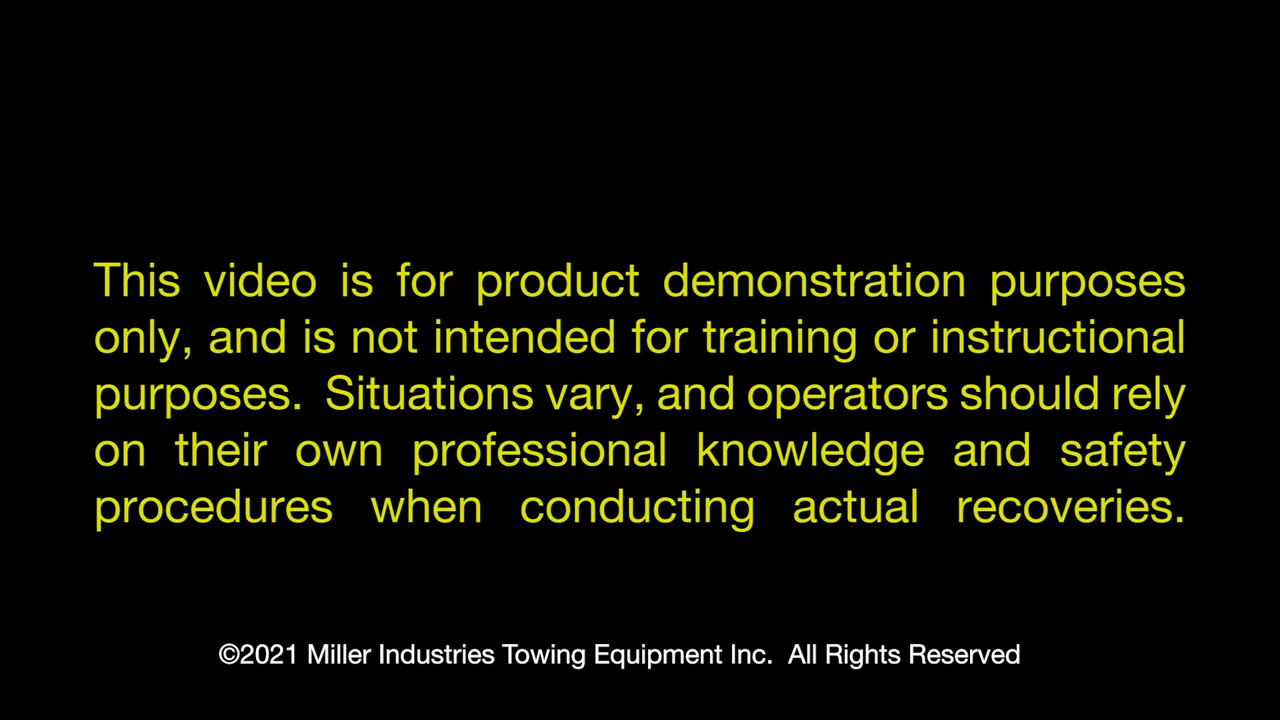 This video is for product demonstration purposes
only, and is not intended for training or instructional
purposes.  Situations vary, and operators should rely
on their own professional knowledge and safety
procedures when conducting actual recoveries.
©2021 Miller Industries Towing Equipment Inc.  All Rights Reserved